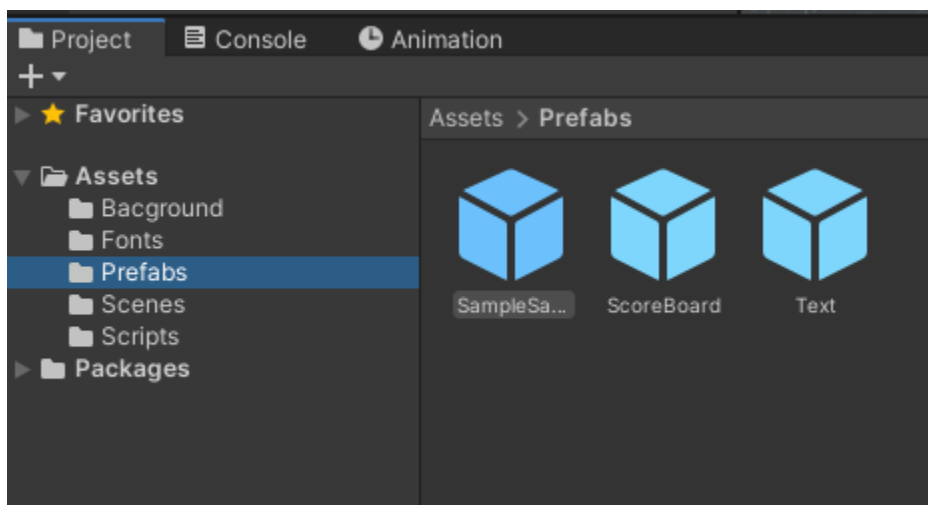 Project Console Animation
Favorites
Assets
Bacground
Fonts
Prefabs
Scenes
Scripts
Packages
Assets > Prefabs
SampleSa... ScoreBoard Text